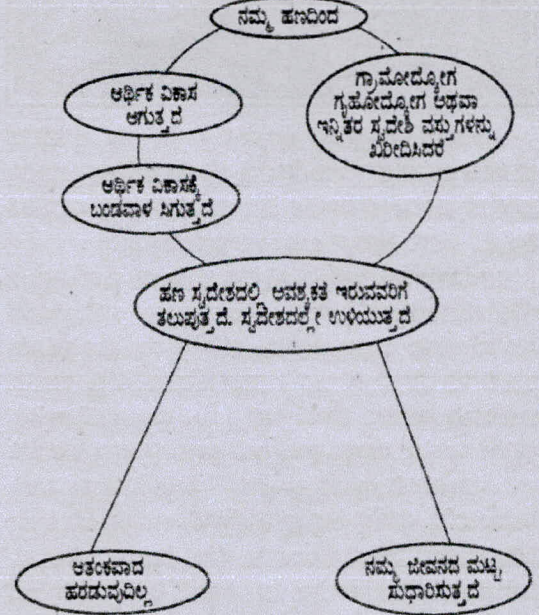 ನಮ್ಮ ಹಣದಿಂದ
ಆರ್ಥಿಕ ವಿಕಾಸ
ಆಗುತ್ತದೆ
ಗ್ರಾಮೋದ್ಯೋಗ
ಗೃಹೋದ್ಯೋಗ ಅಥವಾ
ಇನ್ನಿತರ ಸ್ವದೇಶಿ ವಸ್ತುಗಳನ್ನು
ಖರೀದಿಸಿದರೆ
ಆರ್ಥಿಕ ವಿಕಾಸಕ್ಕೆ
ಬಂಡವಾಳ ಸಿಗುತ್ತದೆ
ಹಣ ಸ್ವದೇಶದಲ್ಲಿ ಅವಶ್ಯಕತೆ ಇರುವವರಿಗೆ
ತಲುಪುತ್ತದೆ. ಸ್ವದೇಶದಲ್ಲೇ ಉಳಿಯುತ್ತದೆ
ಆತಂಕವಾದ
ಹರಡುವುದಿಲ್ಲ
ನಮ್ಮ ಜೀವನದ ಮಟ್ಟ
ಸುಧಾರಿಸುತ್ತದೆ